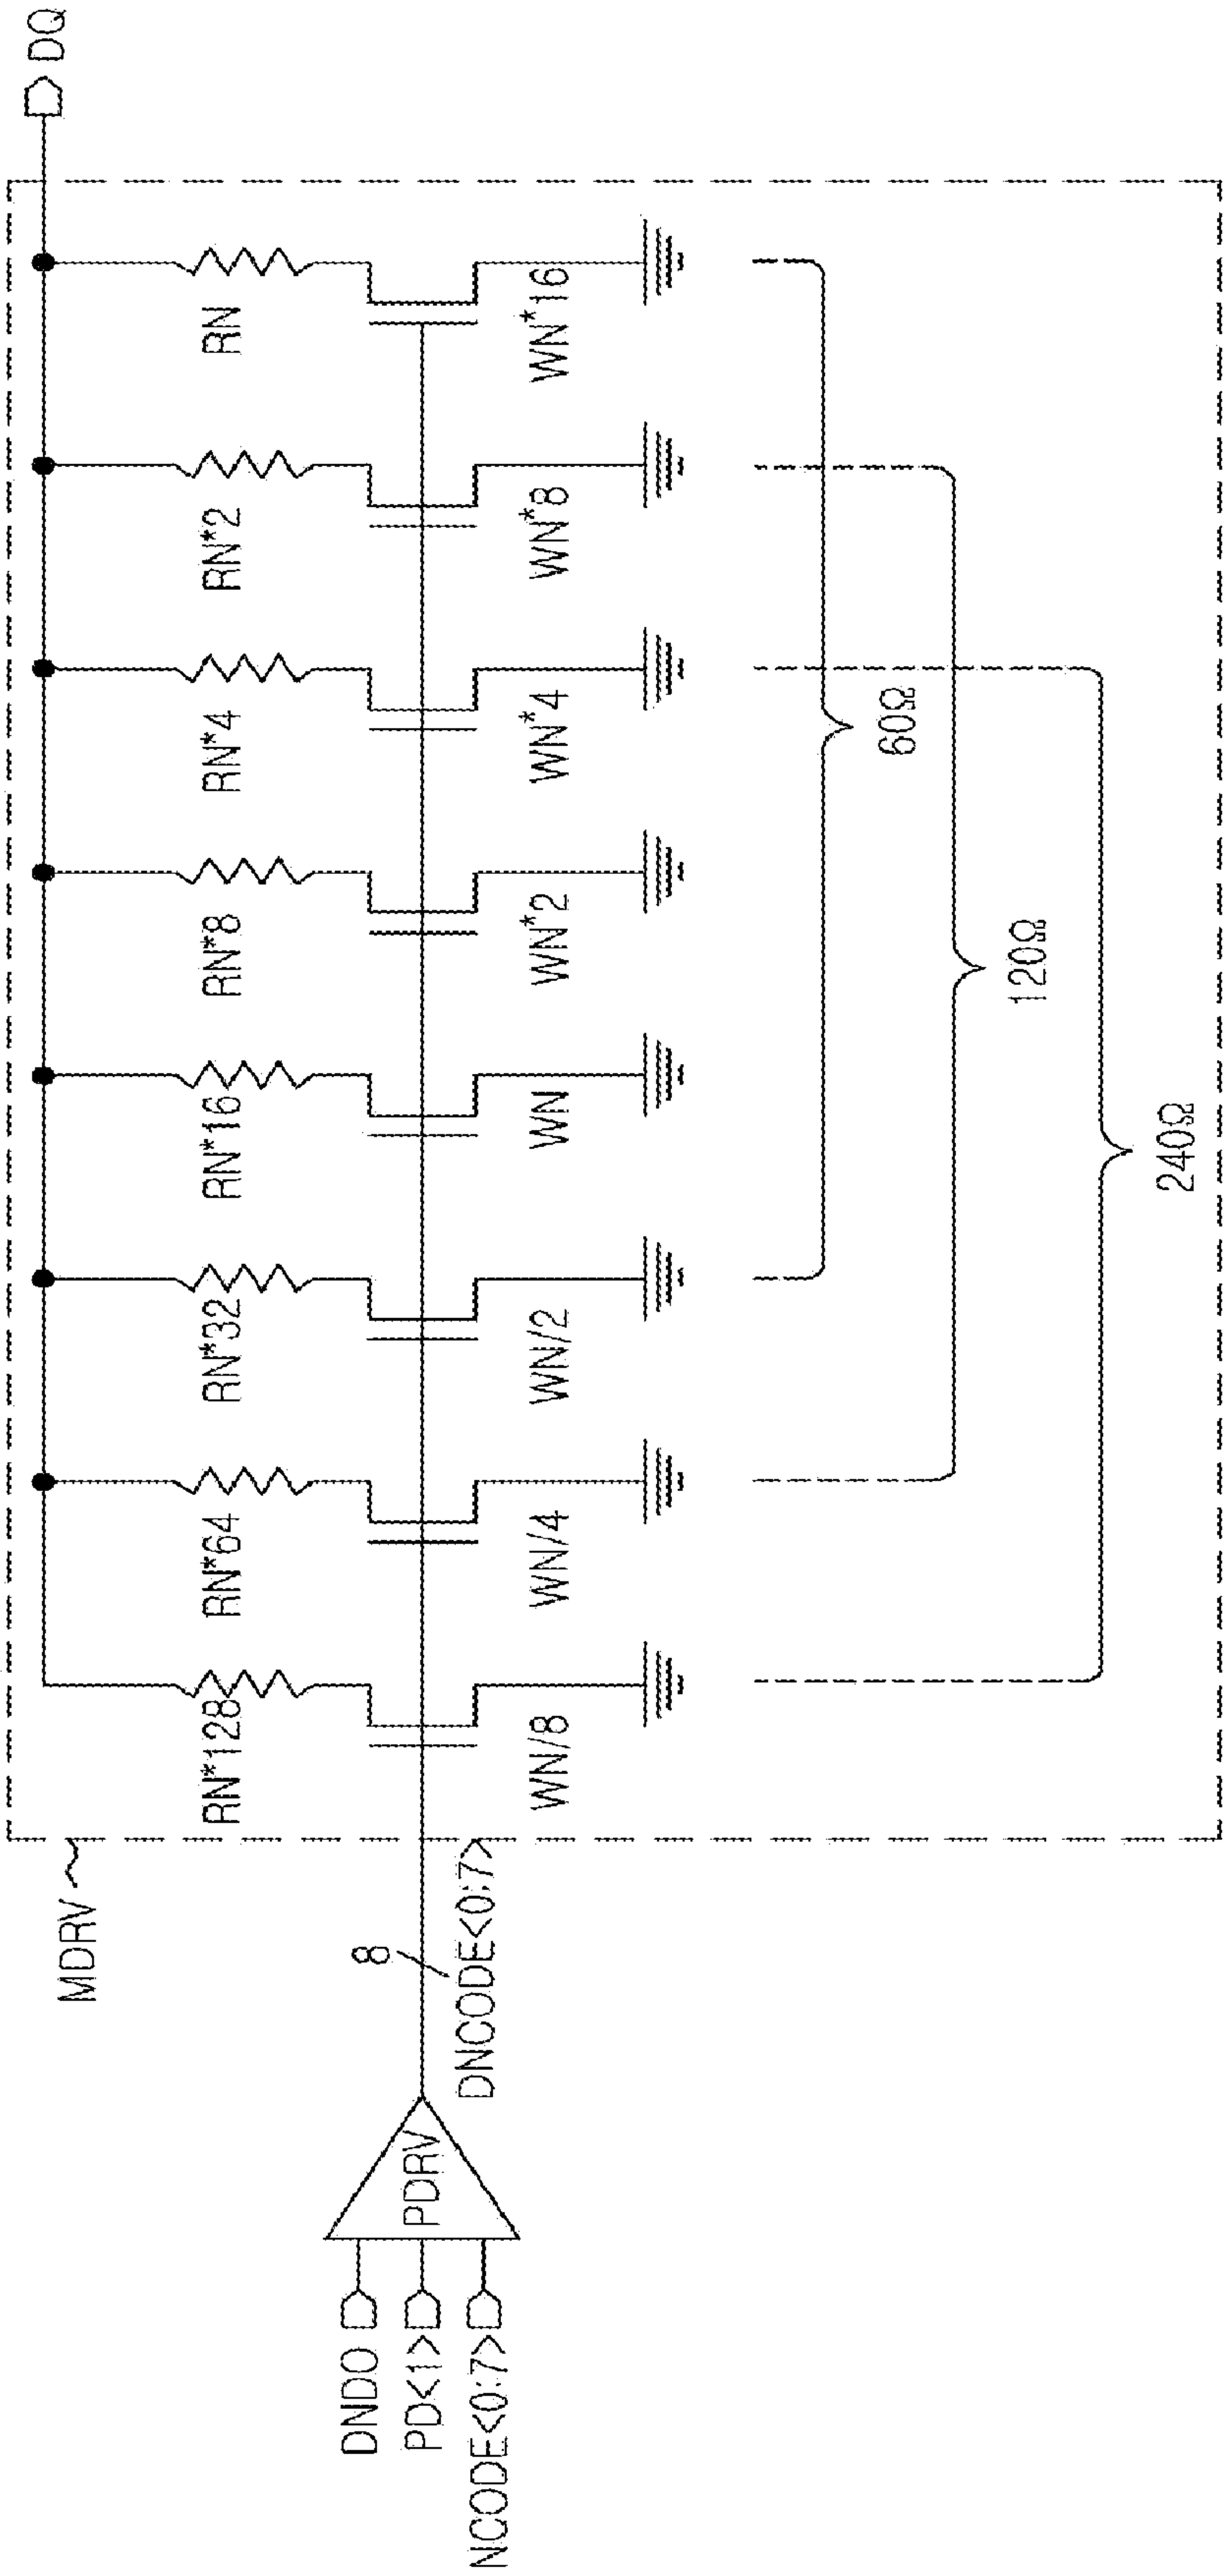 DNDO
PD<1>
NCODE<0:7>
PDRV
8
DNCODE<0:7>
MDRV
RN*128
RN*64
RN*32
RN*16
RN*8
RN*4
RN*2
RN
DQ
WN/8
WN/4
WN/2
WN
WN*2
WN*4
WN*8
WN*16
60Ω
120Ω
240Ω